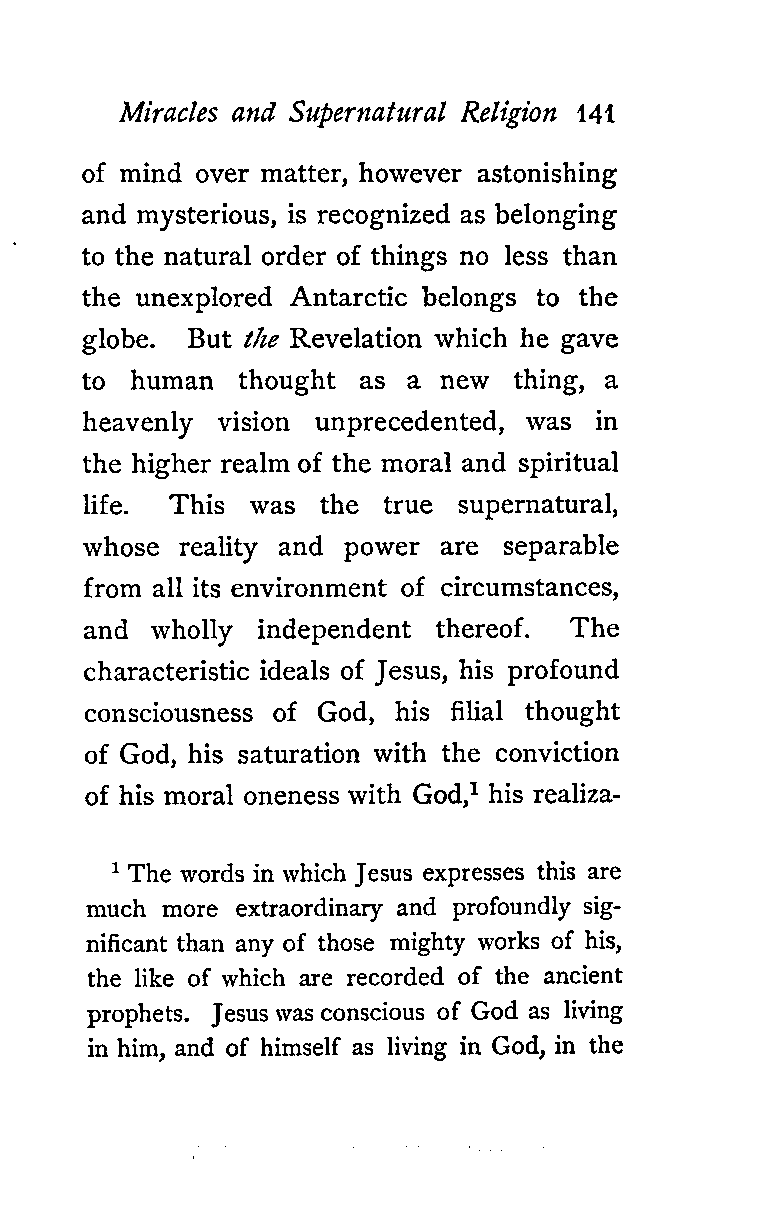 Miracles and Supernatural Religion 141
of mind over matter, however astonishing
and mysterious, is recognized as belonging
to the natural order of things no less than
the unexplored Antarctic belongs to the
globe. But the Revelation which he gave
to human thought as a new thing, a
heavenly vision unprecedented, was in
the higher realm of the moral and spiritual
life. This was the true supernatural,
whose reality and power are separable
from all its environment of circumstances,
and wholly independent thereof. The
characteristic ideals of Jesus, his profound
consciousness of God, his filial thought
of God, his saturation with the conviction
of his moral oneness with God,¹ his realiza-
¹ The words in which Jesus expresses this are
much more extraordinary and profoundly sig-
nificant than any of those mighty works of his,
the like of which are recorded of the ancient
prophets. Jesus was conscious of God as living
in him, and of himself as living in God, in the